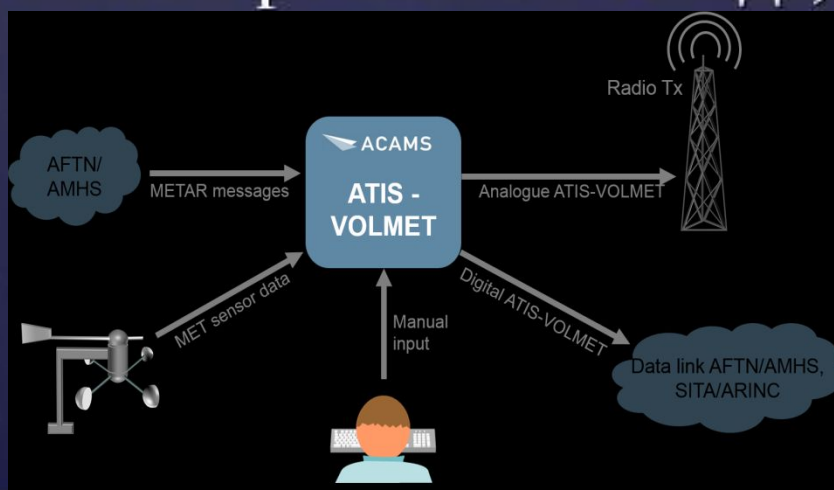 Radio Tx
AFTN/
AMHS
METAR messages
ACAMS
ATIS -
VOLMET
Analogue ATIS-VOLMET
MET sensor data
Manual
input
Digital ATIS-VOLMET
Data link AFTN/AMHS,
SITA/ARINC